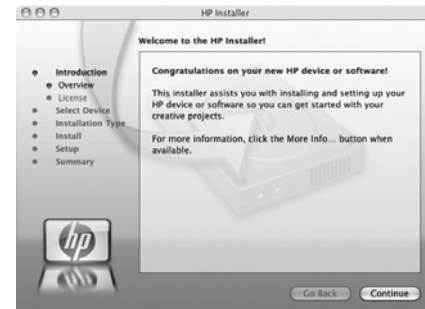 HP Installer
Welcome to the HP Installer!
Introduction
Overview
License
Select Device
Installation Type
Install
Setup
Summary
Congratulations on your new HP device or software!
This installer assists you with installing and setting up your
HP device or software so you can get started with your
creative projects.
For more information, click the More Info... button when
available.
hp
Go Back
Continue